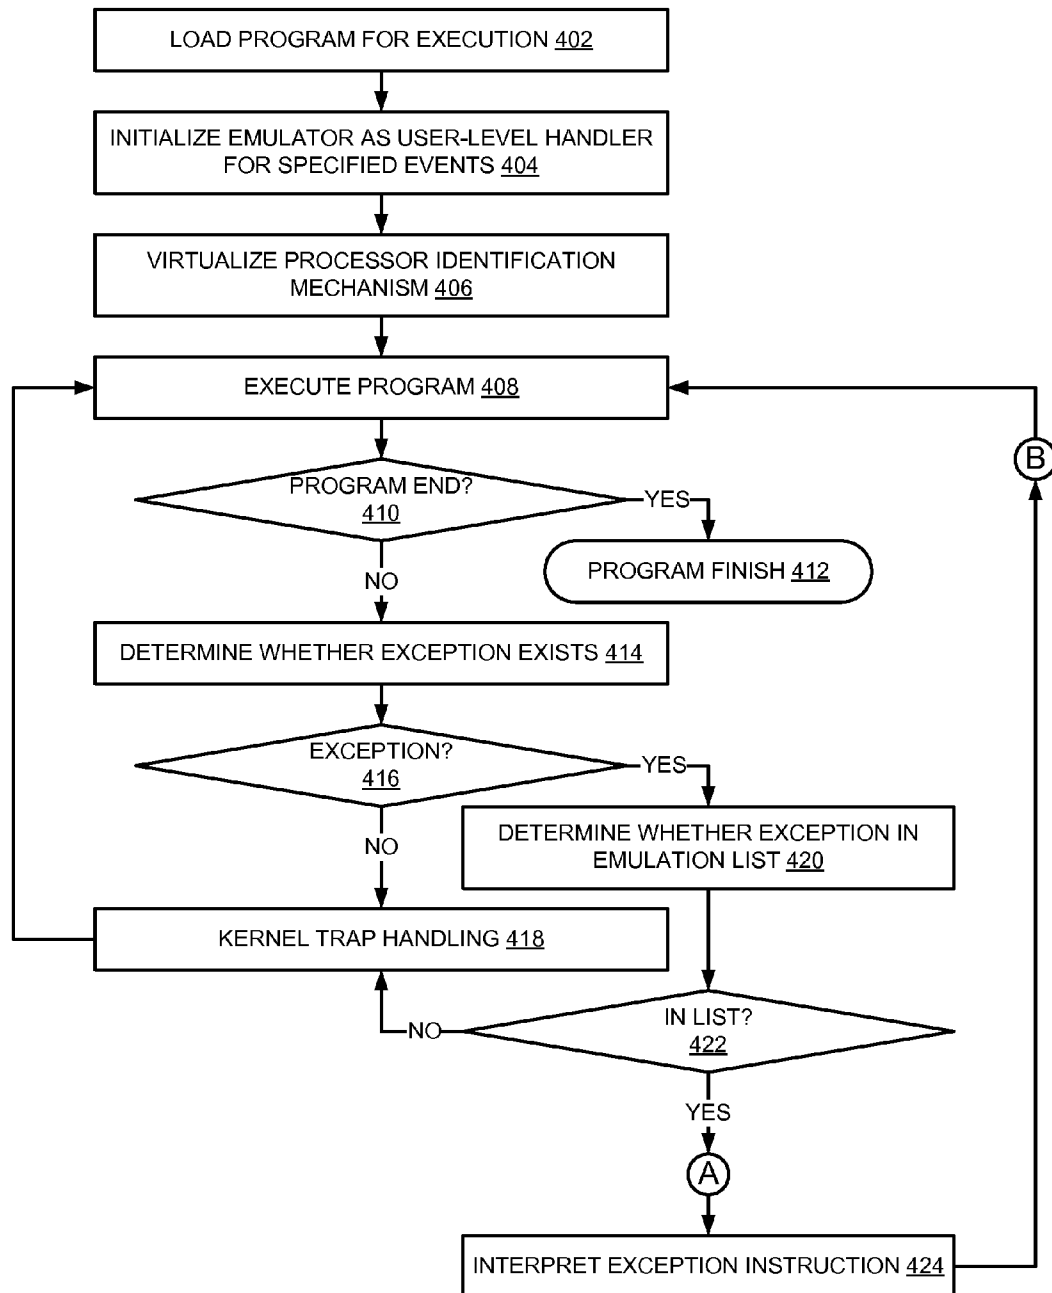 LOAD PROGRAM FOR EXECUTION 402
INITIALIZE EMULATOR AS USER-LEVEL HANDLER
FOR SPECIFIED EVENTS 404
VIRTUALIZE PROCESSOR IDENTIFICATION
MECHANISM 406
EXECUTE PROGRAM 408
B
PROGRAM END?
410
YES
PROGRAM FINISH 412
NO
DETERMINE WHETHER EXCEPTION EXISTS 414
EXCEPTION?
416
YES
NO
DETERMINE WHETHER EXCEPTION IN
EMULATION LIST 420
KERNEL TRAP HANDLING 418
IN LIST?
422
NO
YES
A
INTERPRET EXCEPTION INSTRUCTION 424